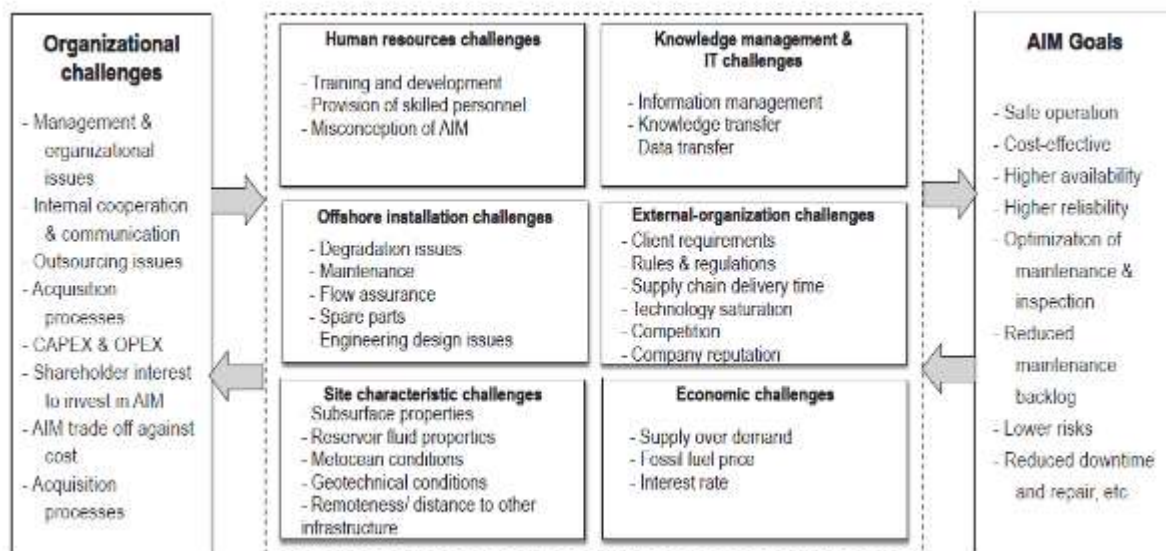 Organizational
challenges
- Management &
organizational
issues
- Internal cooperation
& communication
- Outsourcing issues
- Acquisition
processes
- CAPEX & OPEX
- Shareholder interest
to invest in AIM
- AIM trade off against
cost
- Acquisition
processes
Human resources challenges
- Training and development
- Provision of skilled personnel
- Misconception of AIM
Knowledge management &
IT challenges
- Information management
- Knowledge transfer
Data transfer
Offshore installation challenges
- Degradation issues
- Maintenance
- Flow assurance
- Spare parts
Engineering design issues
External-organization challenges
- Client requirements
- Rules & regulations
- Supply chain delivery time
- Technology saturation
- Competition
- Company reputation
Site characteristic challenges
Subsurface properties
- Reservoir fluid properties
- Metocean conditions
- Geotechnical conditions
- Remoteness/ distance to other
infrastructure
Economic challenges
- Supply over demand
- Fossil fuel price
- Interest rate
AIM Goals
- Safe operation
- Cost-effective
- Higher availability
- Higher reliability
- Optimization of
maintenance &
inspection
- Reduced
maintenance
backlog
- Lower risks
- Reduced downtime
and repair, etc